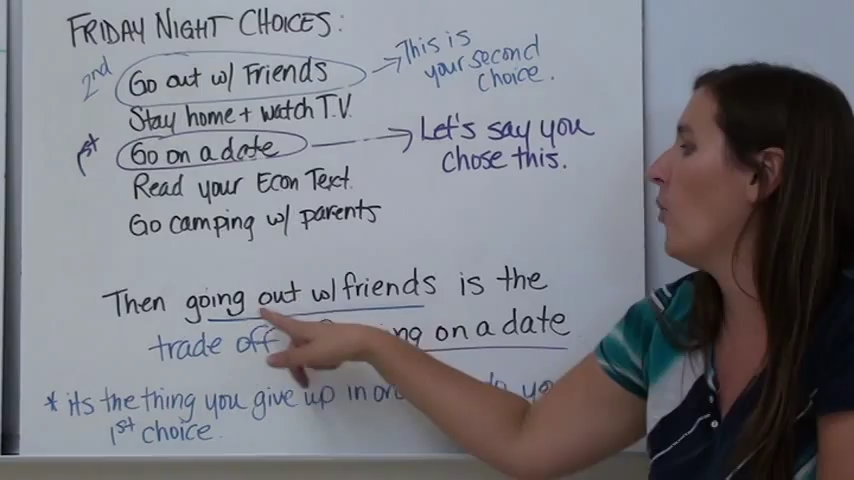 FRIDAY NIGHT CHOICES:
2nd
Go out w/ Friends
This is
your second
choice.
Stay home + watch T.V.
1st
Go on a date
Let's say you
chose this.
Read your Econ Text.
Go camping w/ parents
Then going out w/ friends is the
trade off on a date
* its the thing you give up in
1st choice.